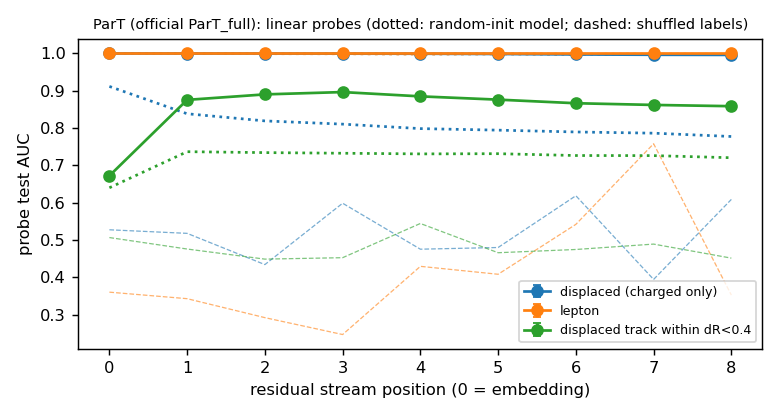 ParT (official ParT_full): linear probes (dotted: random-init model; dashed: shuffled labels)
1.0
0.9
0.8
0.7
0.6
0.5
0.4
0.3
probe test AUC
displaced (charged only)
lepton
displaced track within dR<0.4
0 1 2 3 4 5 6 7 8
residual stream position (0 = embedding)